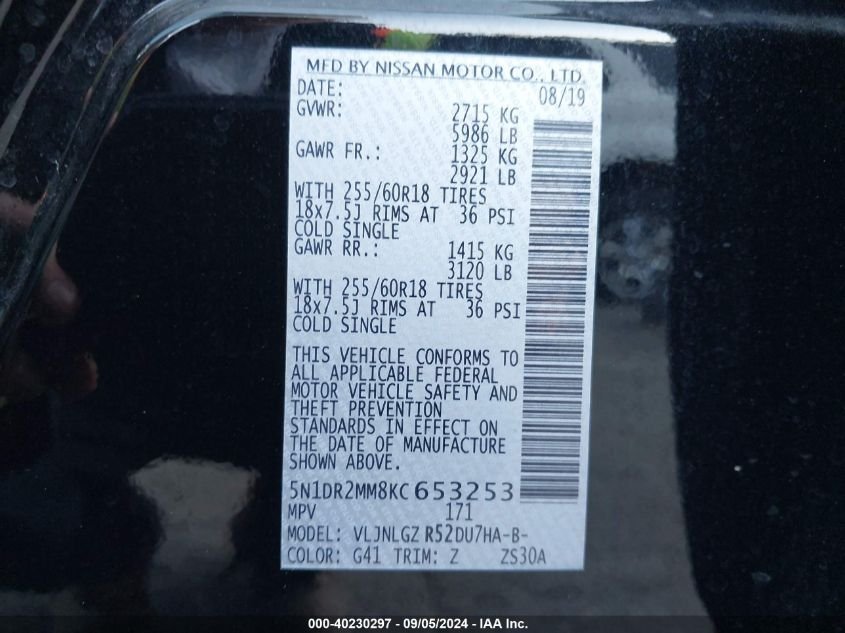 MFD BY NISSAN MOTOR CO., LTD.
DATE: 08/19
GVWR: 2715 KG
5986 LB
GAWR FR.: 1325 KG
2921 LB
WITH 255/60R18 TIRES
18x7.5J RIMS AT 36 PSI
COLD SINGLE
GAWR RR.: 1415 KG
3120 LB
WITH 255/60R18 TIRES
18x7.5J RIMS AT 36 PSI
COLD SINGLE
THIS VEHICLE CONFORMS TO
ALL APPLICABLE FEDERAL
MOTOR VEHICLE SAFETY AND
THEFT PREVENTION
STANDARDS IN EFFECT ON
THE DATE OF MANUFACTURE
SHOWN ABOVE.
5N1DR2MM8KC653253
MPV 171
MODEL: VLJNLGZ R52DU7HA-B-
COLOR: G41 TRIM: Z ZS30A
000-40230297 - 09/05/2024 - IAA Inc.